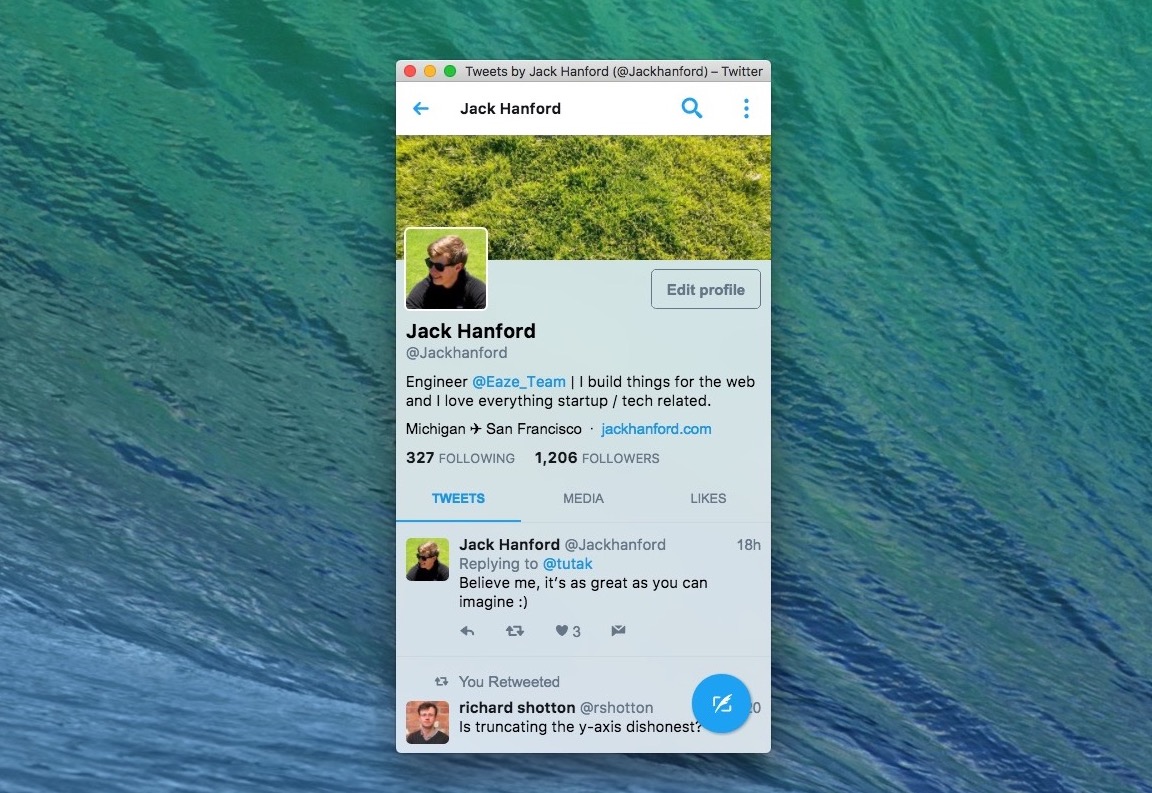 Tweets by Jack Hanford (@Jackhanford) – Twitter
Jack Hanford
Edit profile
Jack Hanford
@Jackhanford
Engineer @Eaze_Team | I build things for the web
and I love everything startup / tech related.
Michigan ✈ San Francisco · jackhanford.com
327 FOLLOWING 1,206 FOLLOWERS
TWEETS MEDIA LIKES
Jack Hanford @Jackhanford 18h
Replying to @tutak
Believe me, it's as great as you can
imagine :)
3
You Retweeted
richard shotton @rshotton
Is truncating the y-axis dishonest?